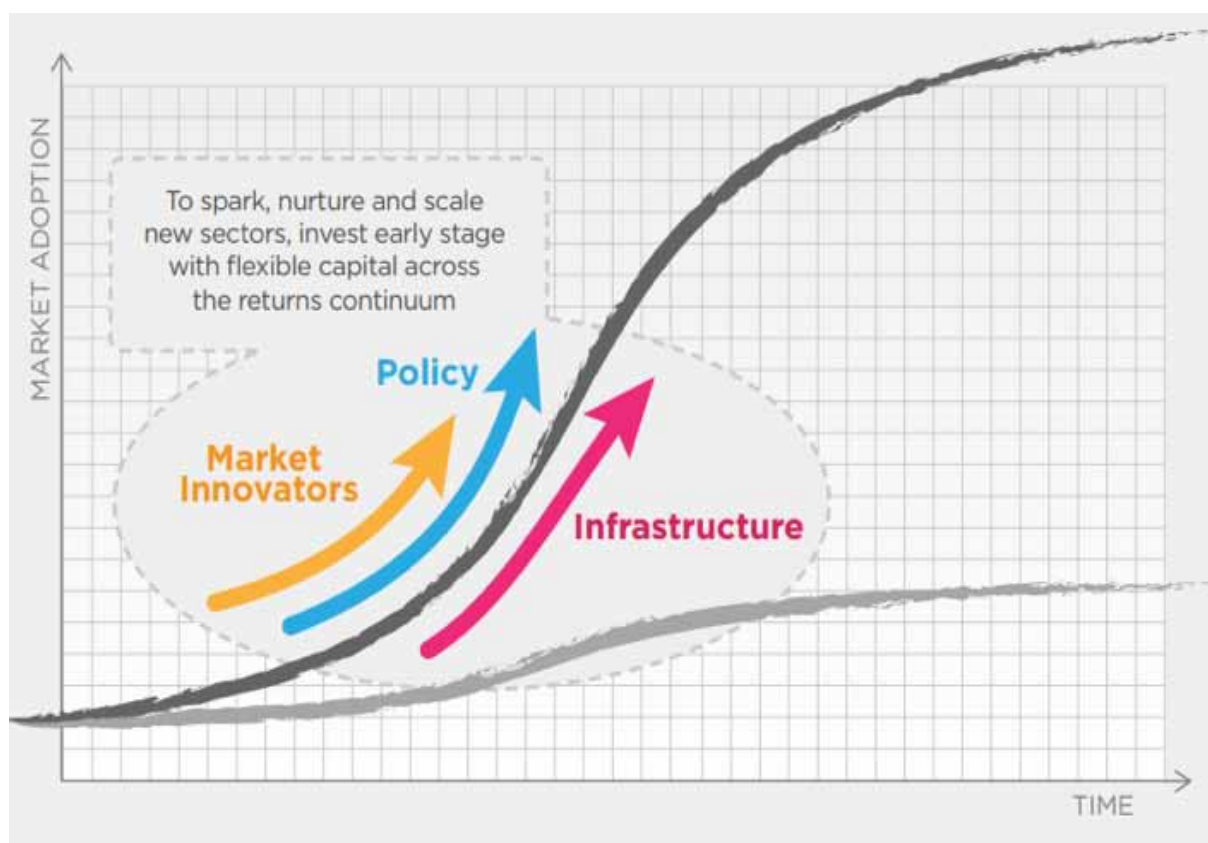 MARKET ADOPTION
To spark, nurture and scale
new sectors, invest early stage
with flexible capital across
the returns continuum
Policy
Market
Innovators
Infrastructure
TIME